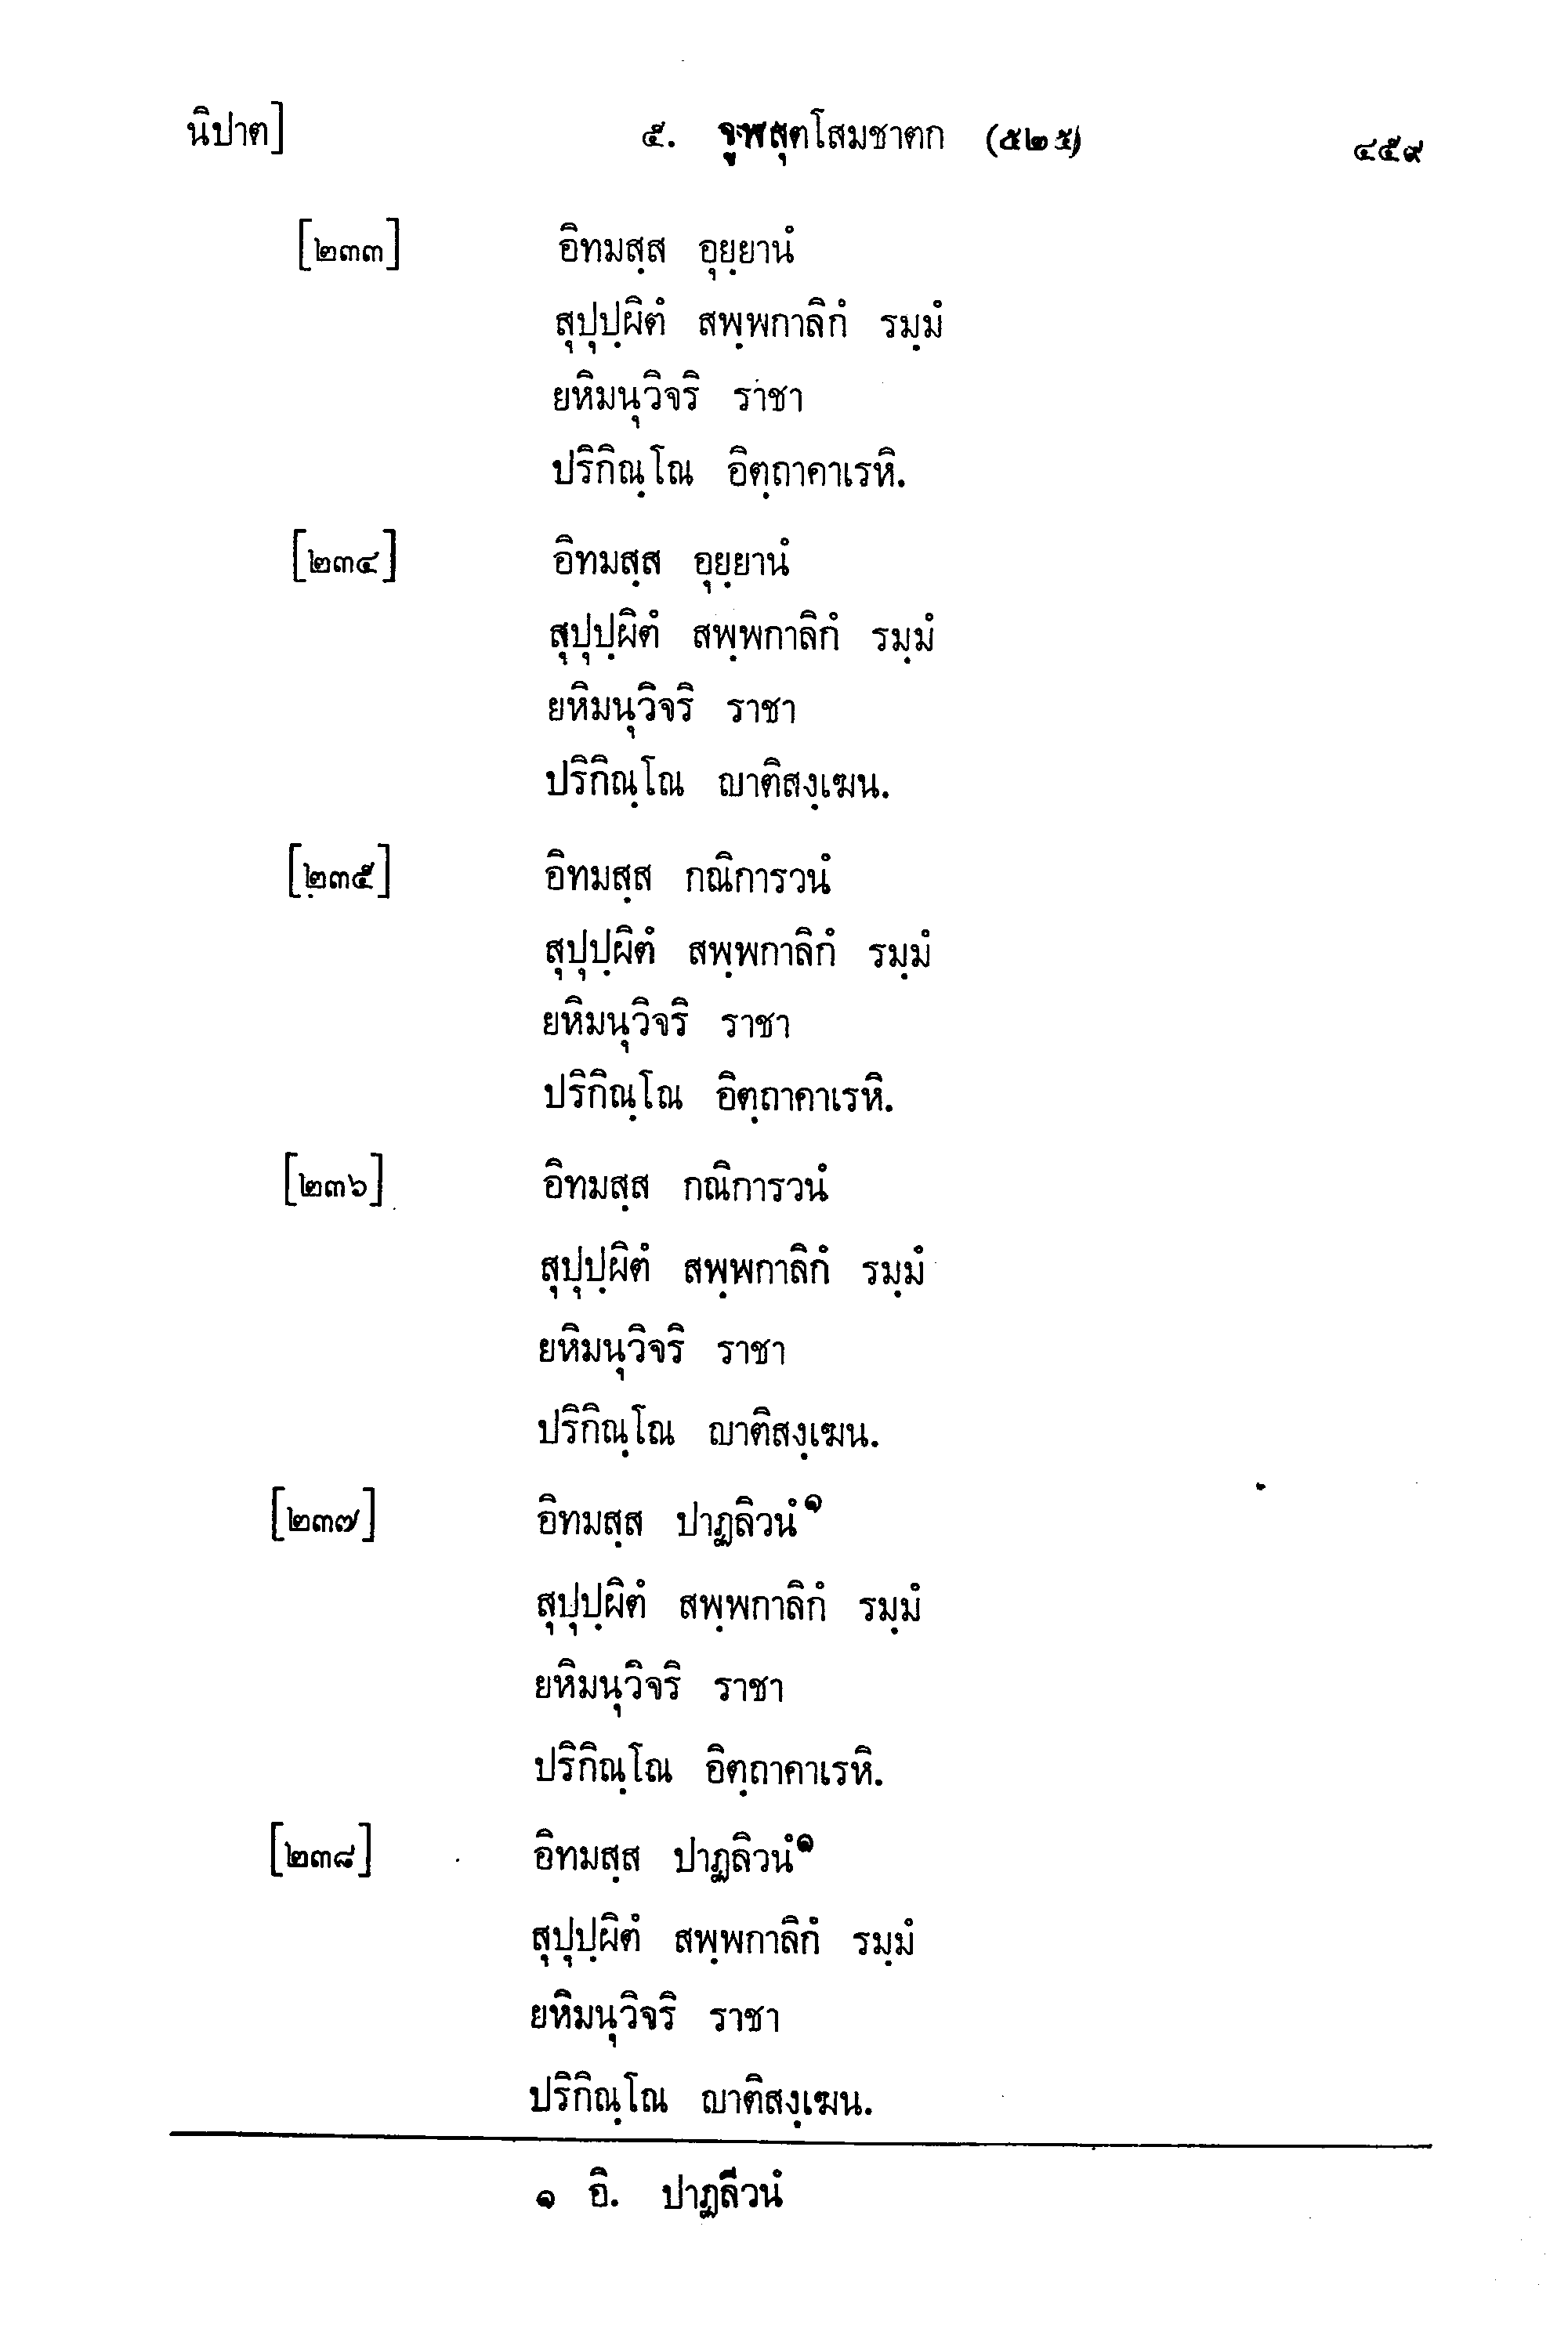 นิปาต] ๕. จูฬสุตโสมชาตก (๕๒๕) ๔๕๙
[๒๓๓] อิทมสฺส อุยฺยานํ
สุปุปฺผิตํ สพฺพกาลิกํ รมฺมํ
ยหิมนุวิจริ ราชา
ปริกิณฺโณ อิตฺถาคาเรหิ.
[๒๓๔] อิทมสฺส อุยฺยานํ
สุปุปฺผิตํ สพฺพกาลิกํ รมฺมํ
ยหิมนุวิจริ ราชา
ปริกิณฺโณ ญาติสงฺเฆน.
[๒๓๕] อิทมสฺส กณิการวนํ
สุปุปฺผิตํ สพฺพกาลิกํ รมฺมํ
ยหิมนุวิจริ ราชา
ปริกิณฺโณ อิตฺถาคาเรหิ.
[๒๓๖] อิทมสฺส กณิการวนํ
สุปุปฺผิตํ สพฺพกาลิกํ รมฺมํ
ยหิมนุวิจริ ราชา
ปริกิณฺโณ ญาติสงฺเฆน.
[๒๓๗] อิทมสฺส ปาฏลิวนํ๑
สุปุปฺผิตํ สพฺพกาลิกํ รมฺมํ
ยหิมนุวิจริ ราชา
ปริกิณฺโณ อิตฺถาคาเรหิ.
[๒๓๘] อิทมสฺส ปาฏลิวนํ๑
สุปุปฺผิตํ สพฺพกาลิกํ รมฺมํ
ยหิมนุวิจริ ราชา
ปริกิณฺโณ ญาติสงฺเฆน.
๑ อิ. ปาฏลีวนํ